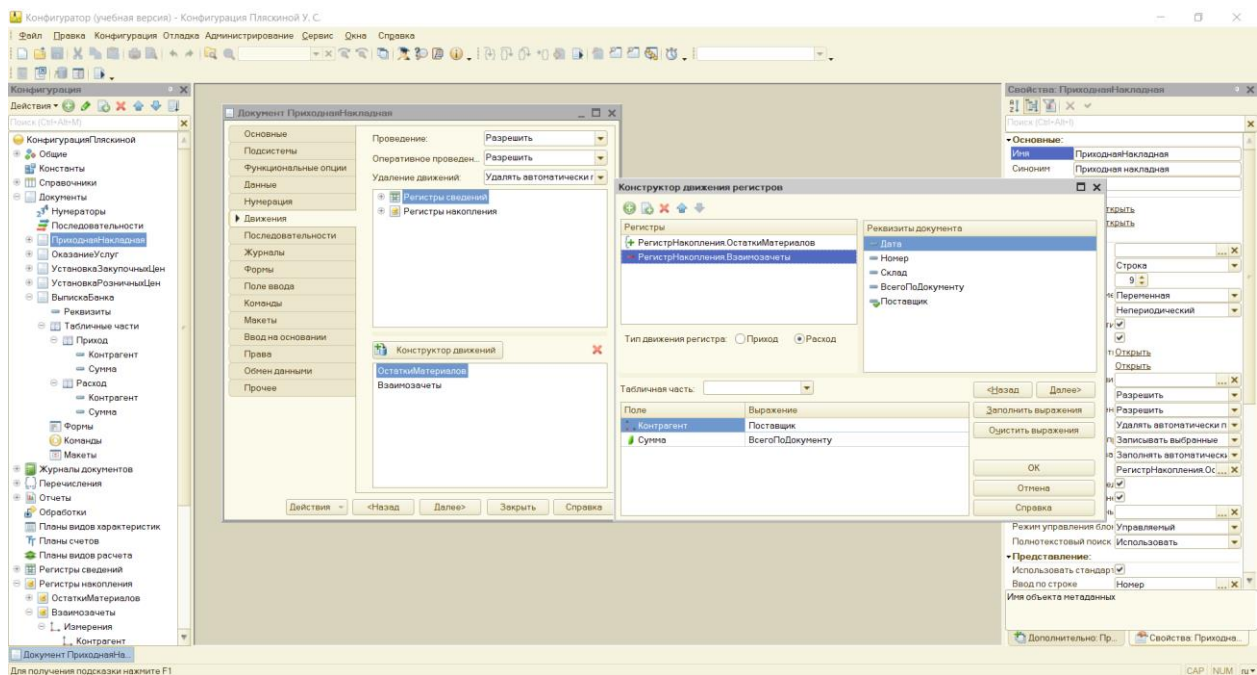 Конфигуратор (учебная версия) - Конфигурация Пляскиной У. С.
Файл Правка Конфигурация Отладка Администрирование Сервис Окна Справка
Конфигурация
Действия
Поиск (Ctrl+Alt+M)
КонфигурацияПляскиной
Общие
Константы
Справочники
Документы
Нумераторы
Последовательности
ПриходнаяНакладная
ОказаниеУслуг
УстановкаЗакупочныхЦен
УстановкаРозничныхЦен
ВыпискаБанка
Реквизиты
Табличные части
Приход
Контрагент
Сумма
Расход
Контрагент
Сумма
Формы
Команды
Макеты
Журналы документов
Перечисления
Отчеты
Обработки
Планы видов характеристик
Планы счетов
Планы видов расчета
Регистры сведений
Регистры накопления
ОстаткиМатериалов
Взаимозачеты
Измерения
Контрагент
Документ ПриходнаяНакладная
Основные
Подсистемы
Функциональные опции
Данные
Нумерация
Движения
Последовательности
Журналы
Формы
Поле ввода
Команды
Макеты
Ввод на основании
Права
Обмен данными
Прочее
Проведение: Разрешить
Оперативное проведен... Разрешить
Удаление движений: Удалять автоматически г
Регистры сведений
Регистры накопления
Конструктор движений
ОстаткиМатериалов
Взаимозачеты
Действия <Назад Далее> Закрыть Справка
Конструктор движения регистров
Регистры
РегистрНакопления.ОстаткиМатериалов
РегистрНакопления.Взаимозачеты
Реквизиты документа
Дата
Номер
Склад
ВсегоПоДокументу
Поставщик
Тип движения регистра: Приход Расход
Табличная часть:
<Назад Далее>
Поле Выражение
Контрагент Поставщик
Сумма ВсегоПоДокументу
Заполнить выражения
Очистить выражения
ОК
Отмена
Справка
Свойства: ПриходнаяНакладная
Поиск (Ctrl+Alt+I)
Основные:
Имя ПриходнаяНакладная
Синоним Приходная накладная
Строка
9
Переменная
Непериодический
Открыть
Открыть
Разрешить
Разрешить
Удалять автоматически п
Записывать выбранные
Заполнять автоматически
РегистрНакопления.Ос...
Режим управления бло Управляемый
Полнотекстовый поиск Использовать
Представление:
Использовать стандарт
Ввод по строке Номер
Имя объекта метаданных
Дополнительно: Пр... Свойства: Приходна...
Документ ПриходнаяНа...
Для получения подсказки нажмите F1
CAP NUM ru